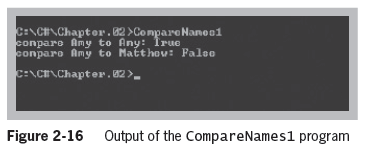 C:\C#\Chapter.02>CompareNames1
compare Amy to Amy: True
compare Amy to Matthew: False
C:\C#\Chapter.02>_
Figure 2-16 Output of the CompareNames1 program